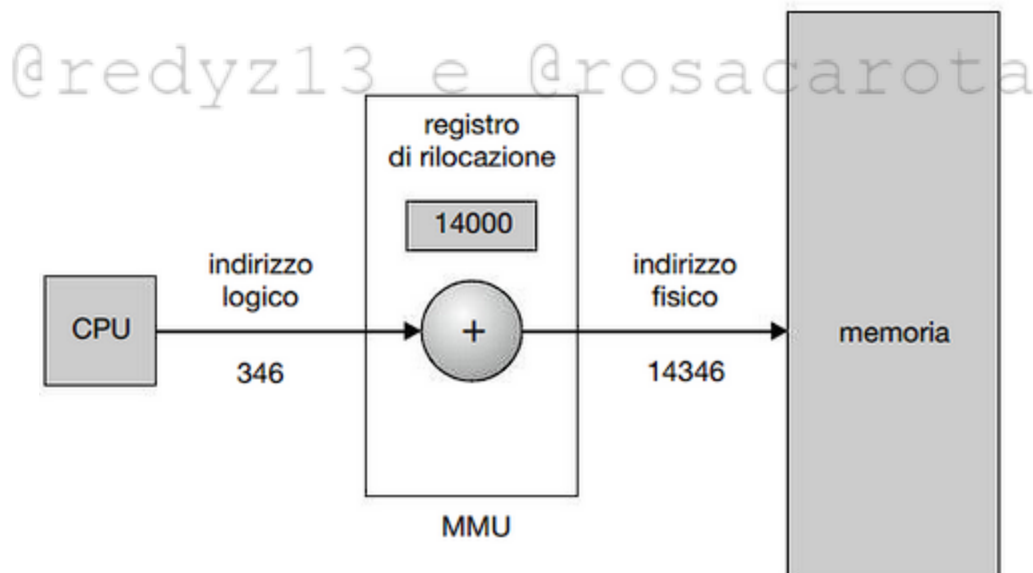 @redyz13 e @rosacarota
registro
di rilocazione
14000
indirizzo
logico
346
CPU
+
indirizzo
fisico
14346
memoria
MMU